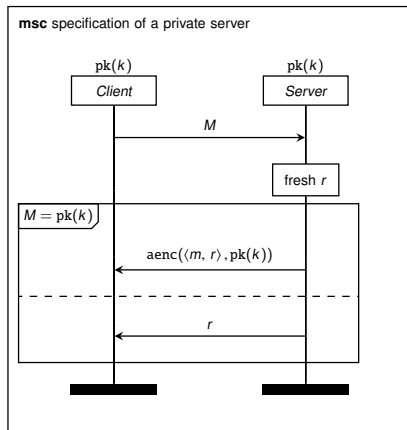 msc specification of a private server
pk(k) pk(k)
Client Server
M
fresh r
M = pk(k)
aenc(⟨m, r⟩, pk(k))
r